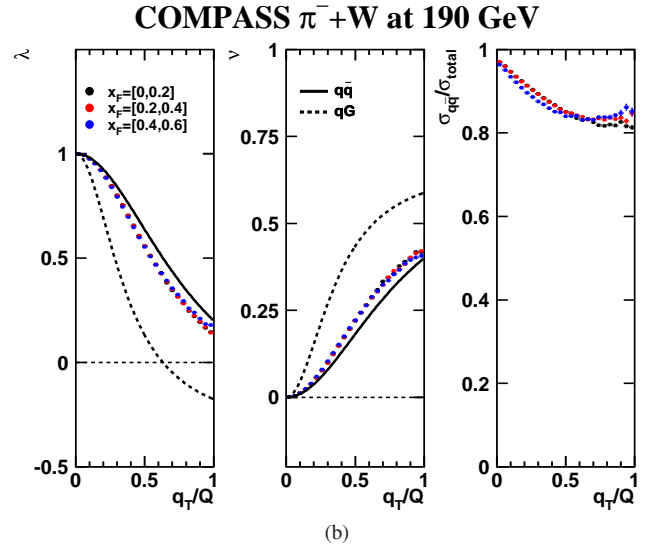 COMPASS π⁻+W at 190 GeV
λ
x_F=[0,0.2]
x_F=[0.2,0.4]
x_F=[0.4,0.6]
1
0.5
0
-0.5
0 0.5 1
q_T/Q
ν
qq̄
qG
1
0.75
0.5
0.25
0
0 0.5 1
q_T/Q
σ_qq̄/σ_total
1
0.8
0.6
0.4
0.2
0
0 0.5 1
q_T/Q
(b)